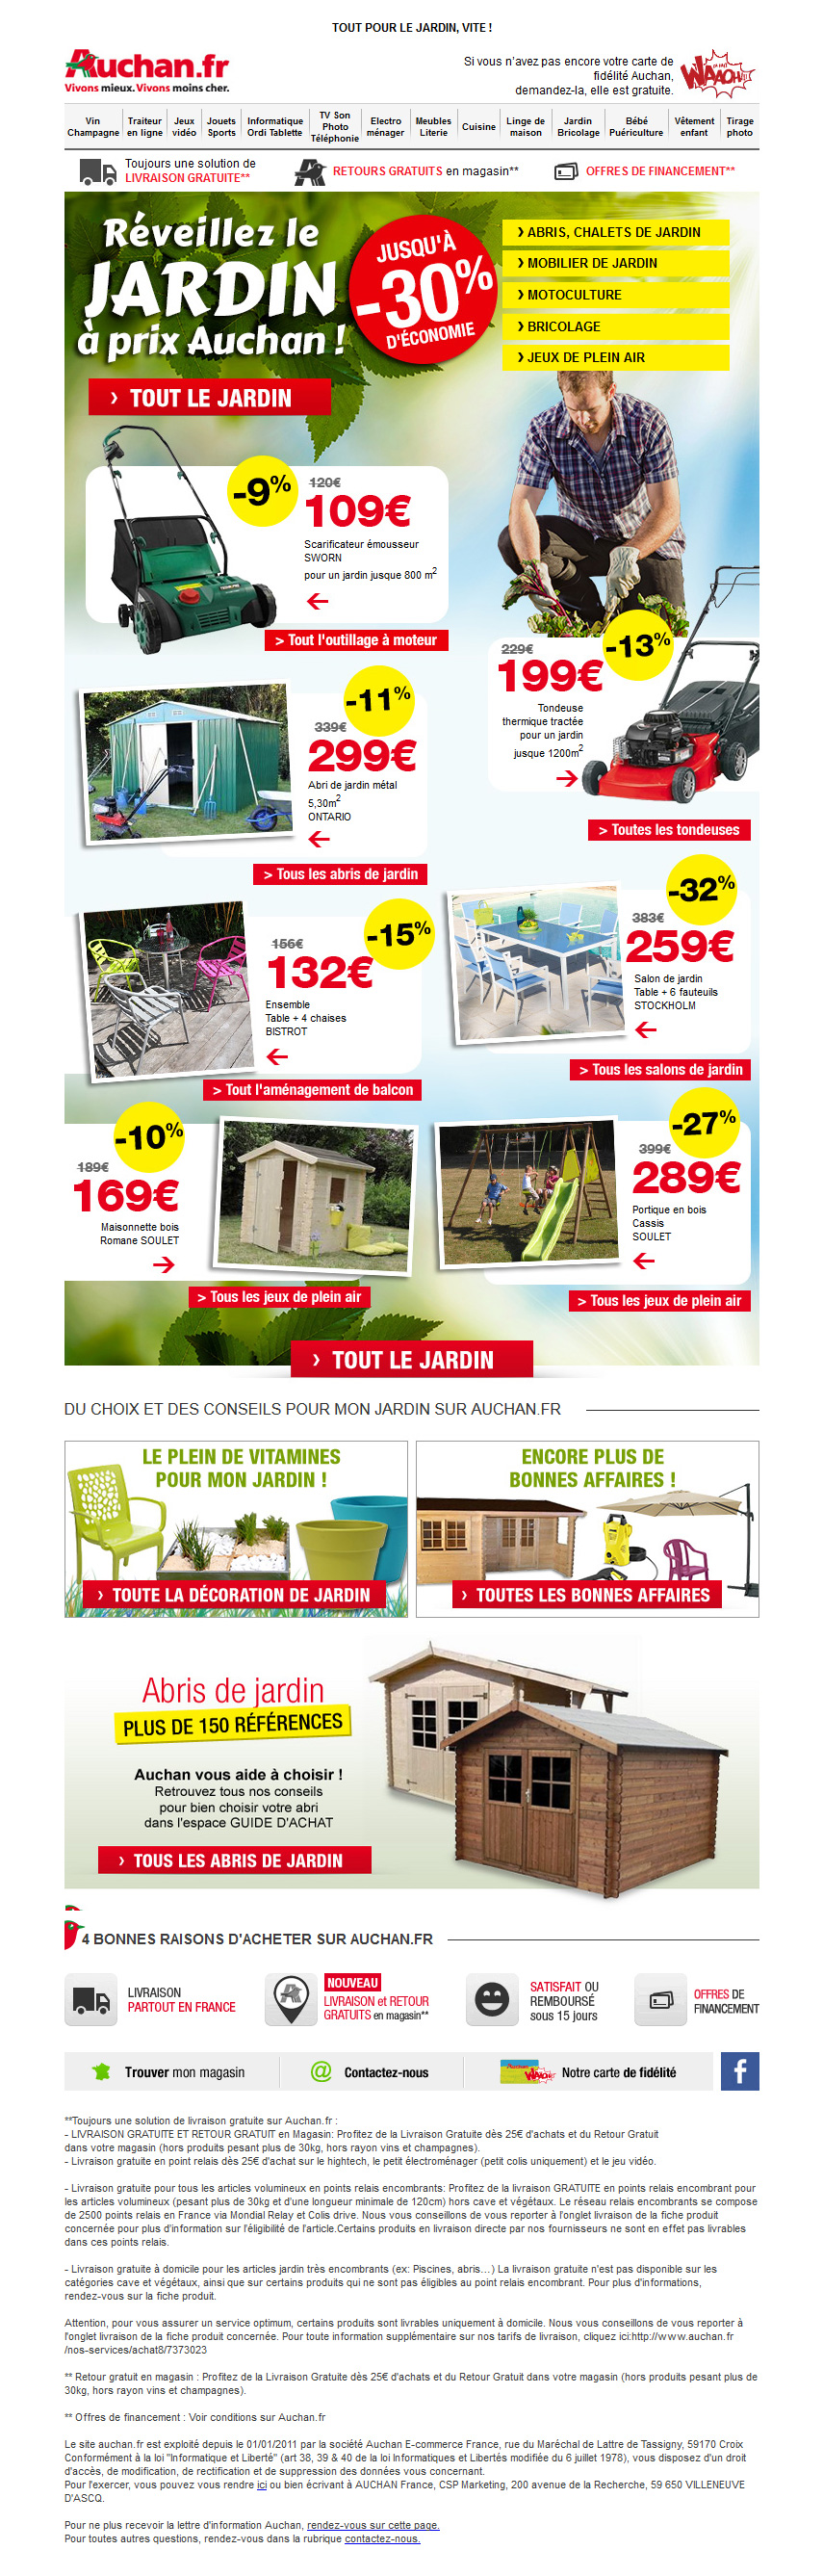 TOUT POUR LE JARDIN, VITE !
Auchan.fr
Vivons mieux. Vivons moins cher.
Si vous n'avez pas encore votre carte de
fidélité Auchan,
demandez-la, elle est gratuite.
WAAOH!!!
Vin
Champagne
Traiteur
en ligne
Jeux
vidéo
Jouets
Sports
Informatique
Ordi Tablette
TV Son
Photo
Téléphonie
Electro
ménager
Meubles
Literie
Cuisine
Linge de
maison
Jardin
Bricolage
Bébé
Puériculture
Vêtement
enfant
Tirage
photo
Toujours une solution de
LIVRAISON GRATUITE**
RETOURS GRATUITS en magasin**
OFFRES DE FINANCEMENT**
Réveillez le
JARDIN
à prix Auchan !
JUSQU'À
-30%
D'ÉCONOMIE
› ABRIS, CHALETS DE JARDIN
› MOBILIER DE JARDIN
› MOTOCULTURE
› BRICOLAGE
› JEUX DE PLEIN AIR
› TOUT LE JARDIN
-9%
120€
109€
Scarificateur émousseur
SWORN
pour un jardin jusque 800 m²
> Tout l'outillage à moteur
-13%
229€
199€
Tondeuse
thermique tractée
pour un jardin
jusque 1200m²
> Toutes les tondeuses
-11%
339€
299€
Abri de jardin métal
5,30m²
ONTARIO
> Tous les abris de jardin
-32%
383€
259€
Salon de jardin
Table + 6 fauteuils
STOCKHOLM
> Tous les salons de jardin
-15%
156€
132€
Ensemble
Table + 4 chaises
BISTROT
> Tout l'aménagement de balcon
-10%
189€
169€
Maisonnette bois
Romane SOULET
> Tous les jeux de plein air
-27%
399€
289€
Portique en bois
Cassis
SOULET
> Tous les jeux de plein air
› TOUT LE JARDIN
DU CHOIX ET DES CONSEILS POUR MON JARDIN SUR AUCHAN.FR
LE PLEIN DE VITAMINES
POUR MON JARDIN !
› TOUTE LA DÉCORATION DE JARDIN
ENCORE PLUS DE
BONNES AFFAIRES !
› TOUTES LES BONNES AFFAIRES
Abris de jardin
PLUS DE 150 RÉFÉRENCES
Auchan vous aide à choisir !
Retrouvez tous nos conseils
pour bien choisir votre abri
dans l'espace GUIDE D'ACHAT
› TOUS LES ABRIS DE JARDIN
4 BONNES RAISONS D'ACHETER SUR AUCHAN.FR
LIVRAISON
PARTOUT EN FRANCE
NOUVEAU
LIVRAISON et RETOUR
GRATUITS en magasin**
SATISFAIT OU
REMBOURSÉ
sous 15 jours
OFFRES DE
FINANCEMENT
Trouver mon magasin
@ Contactez-nous
Notre carte de fidélité
f
**Toujours une solution de livraison gratuite sur Auchan.fr :
- LIVRAISON GRATUITE ET RETOUR GRATUIT en Magasin: Profitez de la Livraison Gratuite dès 25€ d'achats et du Retour Gratuit
dans votre magasin (hors produits pesant plus de 30kg, hors rayon vins et champagnes).
- Livraison gratuite en point relais dès 25€ d'achat sur le hightech, le petit électroménager (petit colis uniquement) et le jeu vidéo.
- Livraison gratuite pour tous les articles volumineux en points relais encombrants: Profitez de la livraison GRATUITE en points relais encombrant pour
les articles volumineux (pesant plus de 30kg et d'une longueur minimale de 120cm) hors cave et végétaux. Le réseau relais encombrants se compose
de 2500 points relais en France via Mondial Relay et Colis drive. Nous vous conseillons de vous reporter à l'onglet livraison de la fiche produit
concernée pour plus d'information sur l'éligibilité de l'article.Certains produits en livraison directe par nos fournisseurs ne sont en effet pas livrables
dans ces points relais.
- Livraison gratuite à domicile pour les articles jardin très encombrants (ex: Piscines, abris...) La livraison gratuite n'est pas disponible sur les
catégories cave et végétaux, ainsi que sur certains produits qui ne sont pas éligibles au point relais encombrant. Pour plus d'informations,
rendez-vous sur la fiche produit.
Attention, pour vous assurer un service optimum, certains produits sont livrables uniquement à domicile. Nous vous conseillons de vous reporter à
l'onglet livraison de la fiche produit concernée. Pour toute information supplémentaire sur nos tarifs de livraison, cliquez ici:http://www.auchan.fr
/nos-services/achat8/7373023
** Retour gratuit en magasin : Profitez de la Livraison Gratuite dès 25€ d'achats et du Retour Gratuit dans votre magasin (hors produits pesant plus de
30kg, hors rayon vins et champagnes).
** Offres de financement : Voir conditions sur Auchan.fr
Le site auchan.fr est exploité depuis le 01/01/2011 par la société Auchan E-commerce France, rue du Maréchal de Lattre de Tassigny, 59170 Croix
Conformément à la loi "Informatique et Liberté" (art 38, 39 & 40 de la loi Informatiques et Libertés modifiée du 6 juillet 1978), vous disposez d'un droit
d'accès, de modification, de rectification et de suppression des données vous concernant.
Pour l'exercer, vous pouvez vous rendre ici ou bien écrivant à AUCHAN France, CSP Marketing, 200 avenue de la Recherche, 59 650 VILLENEUVE
D'ASCQ.
Pour ne plus recevoir la lettre d'information Auchan, rendez-vous sur cette page.
Pour toutes autres questions, rendez-vous dans la rubrique contactez-nous.